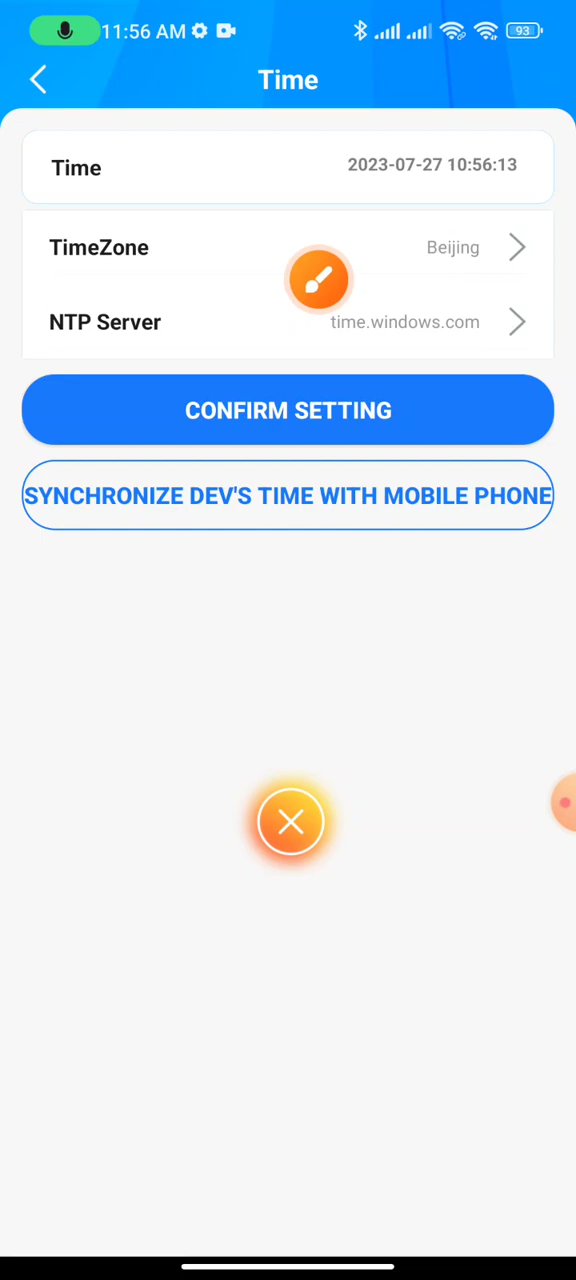 11:56 AM
93
Time
Time
2023-07-27 10:56:13
TimeZone
Beijing
NTP Server
time.windows.com
CONFIRM SETTING
SYNCHRONIZE DEV'S TIME WITH MOBILE PHONE